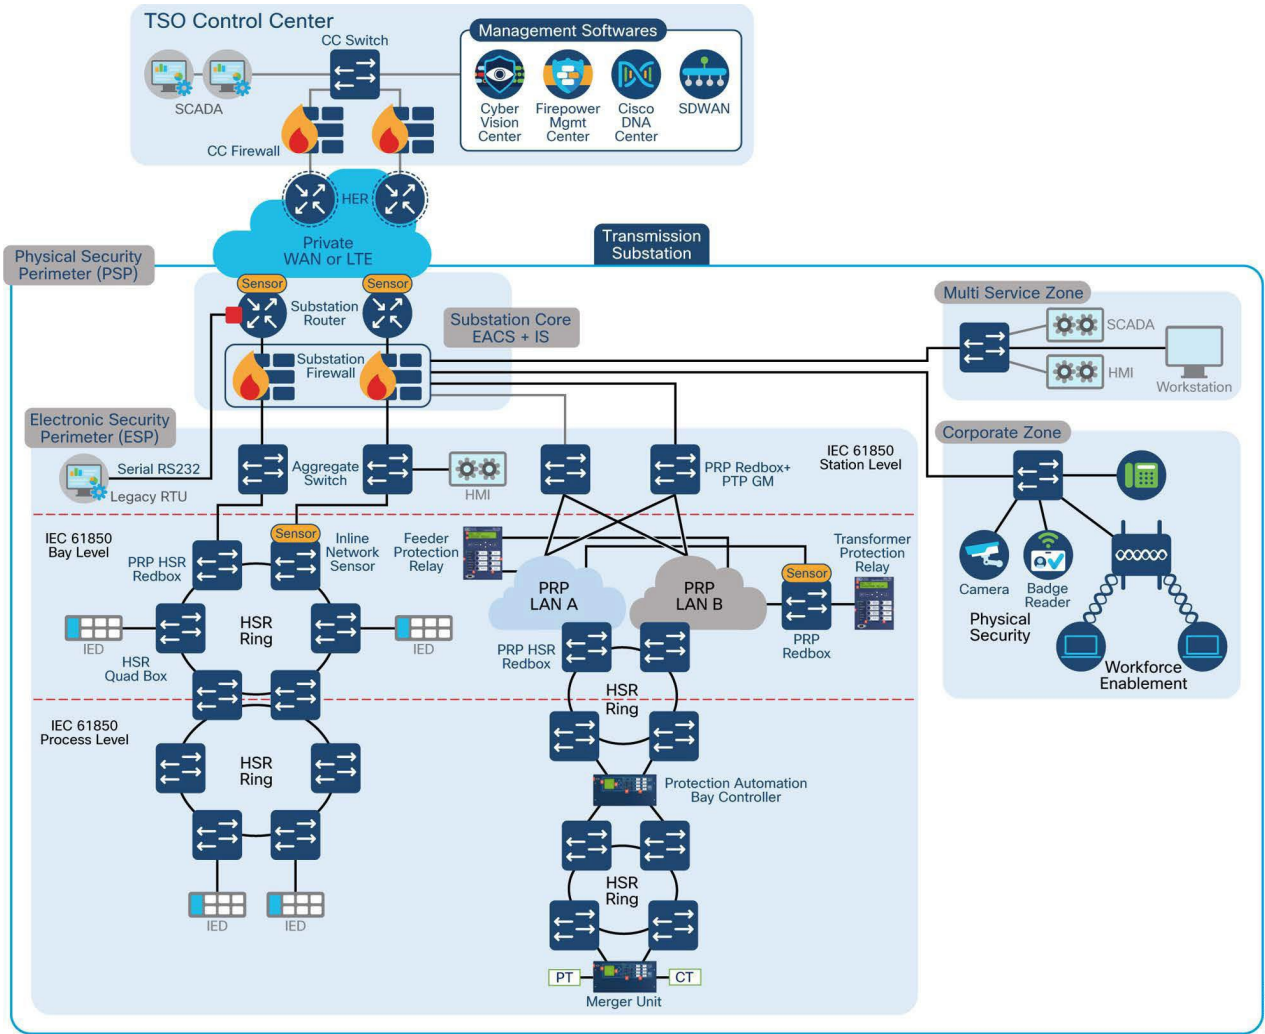 TSO Control Center
CC Switch
SCADA
CC Firewall
Management Softwares
Cyber
Vision
Center
Firepower
Mgmt
Center
Cisco
DNA
Center
SDWAN
HER
Private
WAN or LTE
Physical Security
Perimeter (PSP)
Transmission
Substation
Sensor
Sensor
Substation
Router
Substation Core
EACS + IS
Substation
Firewall
Multi Service Zone
SCADA
HMI
Workstation
Electronic Security
Perimeter (ESP)
Serial RS232
Legacy RTU
Aggregate
Switch
HMI
PRP Redbox+
PTP GM
IEC 61850
Station Level
Corporate Zone
Camera
Badge
Reader
Physical
Security
Workforce
Enablement
IEC 61850
Bay Level
PRP HSR
Redbox
Sensor
Inline
Network
Sensor
Feeder
Protection
Relay
PRP
LAN A
PRP
LAN B
Sensor
Transformer
Protection
Relay
PRP
Redbox
IED
HSR
Ring
IED
HSR
Quad Box
PRP HSR
Redbox
HSR
Ring
IEC 61850
Process Level
HSR
Ring
IED
IED
Protection Automation
Bay Controller
HSR
Ring
PT
CT
Merger Unit